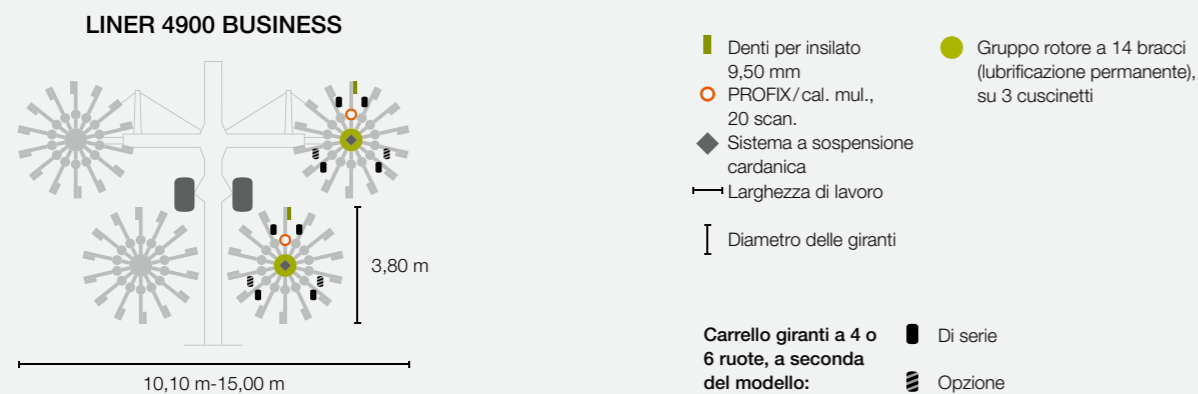 LINER 4900 BUSINESS
3,80 m
10,10 m-15,00 m
Denti per insilato
9,50 mm
PROFIX/cal. mul.,
20 scan.
Sistema a sospensione
cardanica
Larghezza di lavoro
Diametro delle giranti
Gruppo rotore a 14 bracci
(lubrificazione permanente),
su 3 cuscinetti
Carrello giranti a 4 o
6 ruote, a seconda
del modello:
Di serie
Opzione